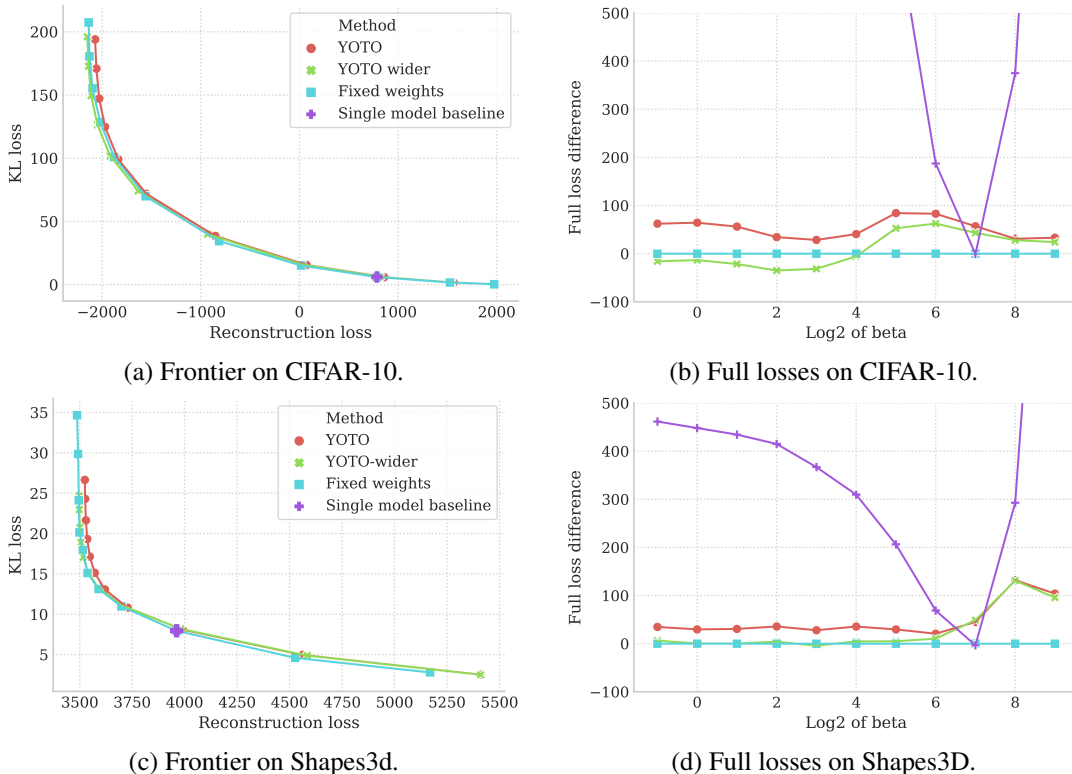 200
150
100
50
0
KL loss
−2000
−1000
0
1000
2000
Reconstruction loss
Method
YOTO
YOTO wider
Fixed weights
Single model baseline
(a) Frontier on CIFAR-10.
500
400
300
200
100
0
−100
Full loss difference
0
2
4
6
8
Log2 of beta
(b) Full losses on CIFAR-10.
35
30
25
20
15
10
5
KL loss
3500
3750
4000
4250
4500
4750
5000
5250
5500
Reconstruction loss
Method
YOTO
YOTO-wider
Fixed weights
Single model baseline
(c) Frontier on Shapes3d.
500
400
300
200
100
0
−100
Full loss difference
0
2
4
6
8
Log2 of beta
(d) Full losses on Shapes3D.